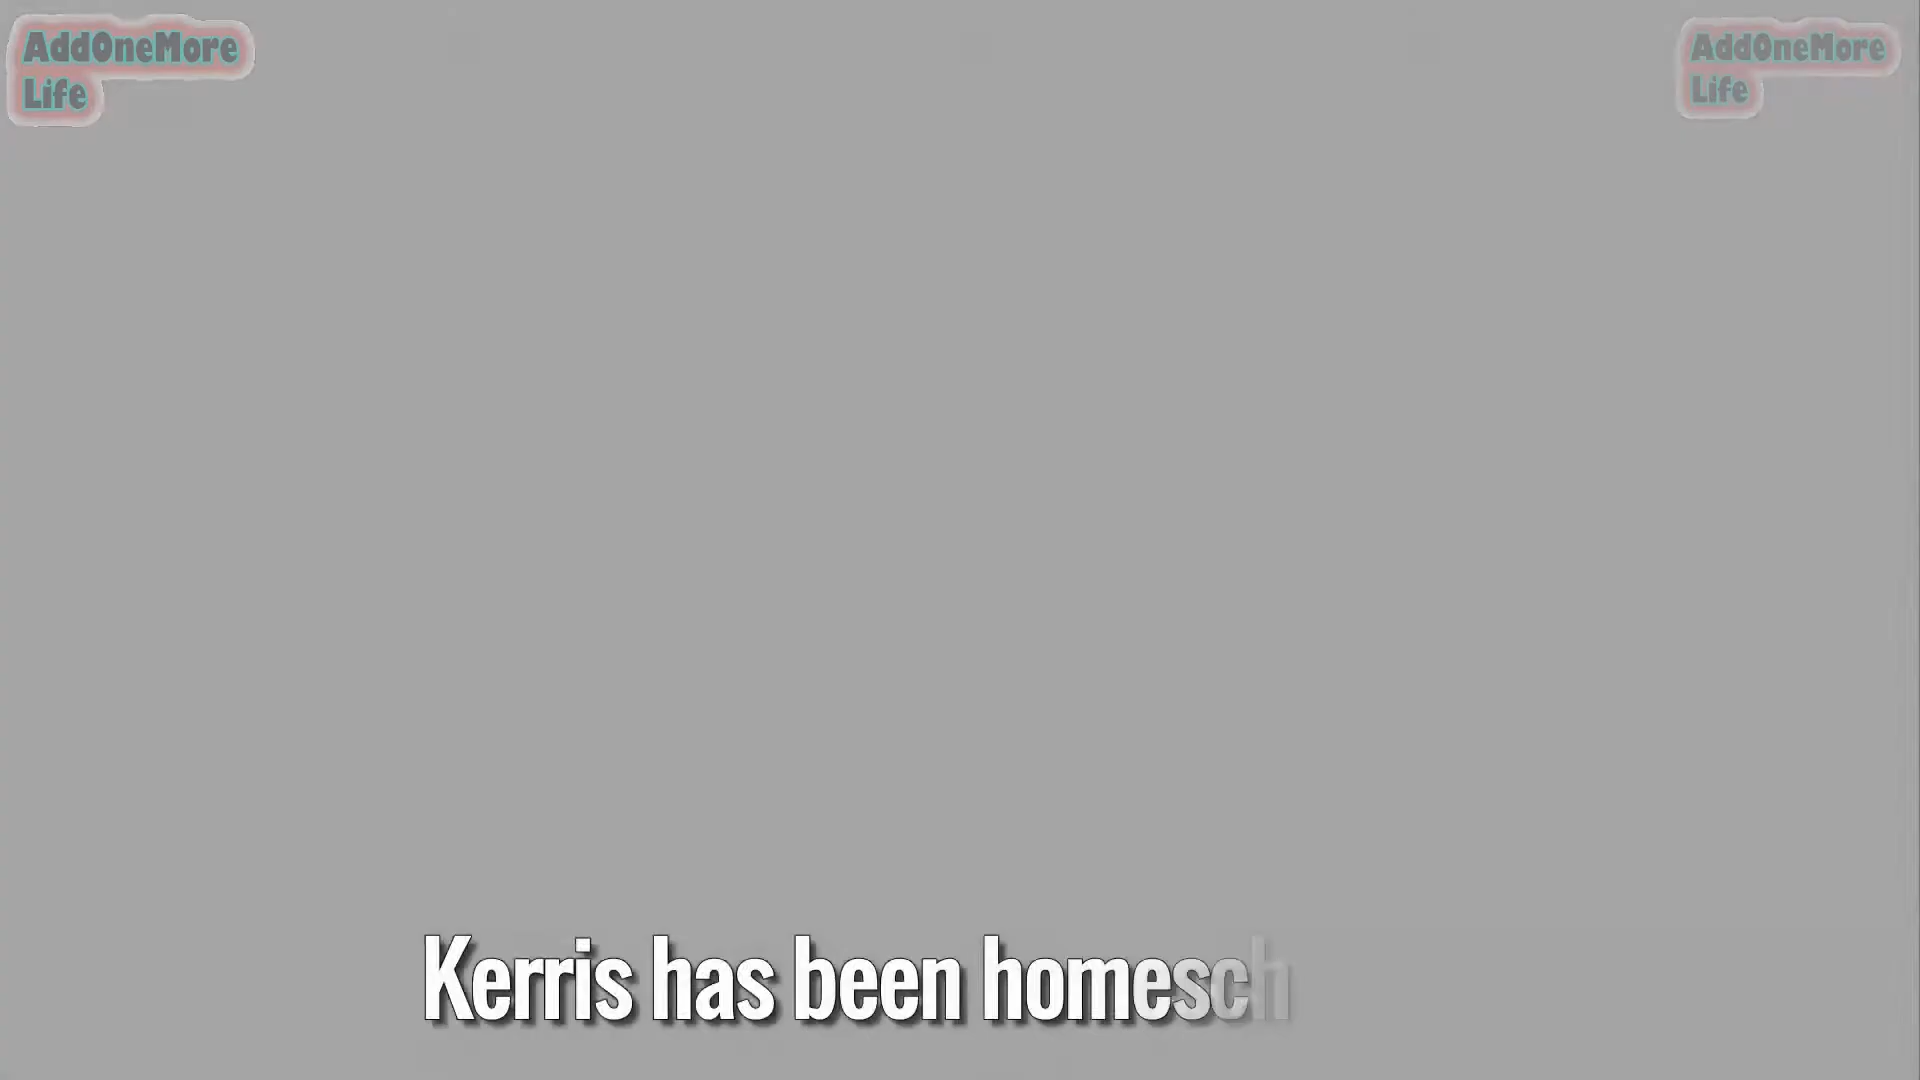 AddOneMore
Life
AddOneMore
Life
Kerris has been homesch